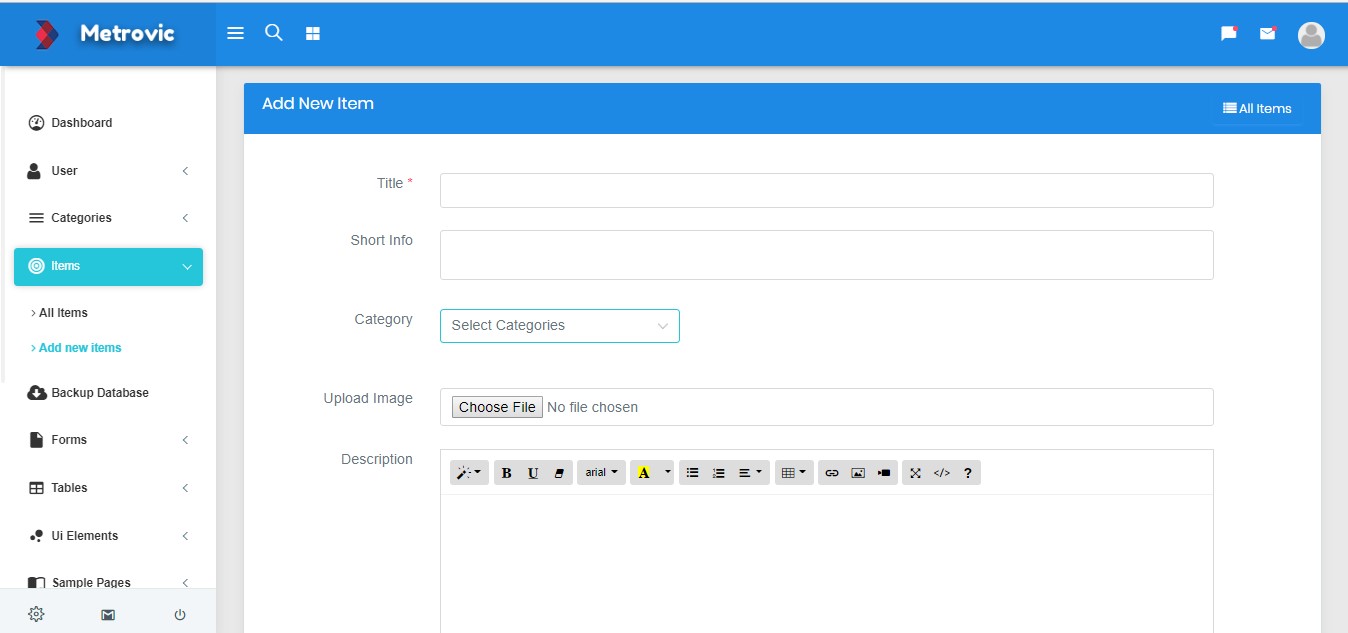 Metrovic
Dashboard
User
Categories
Items
All Items
Add new items
Backup Database
Forms
Tables
Ui Elements
Sample Pages
Add New Item
All Items
Title *
Short Info
Category
Select Categories
Upload Image
Choose File No file chosen
Description
B U arial A </> ?